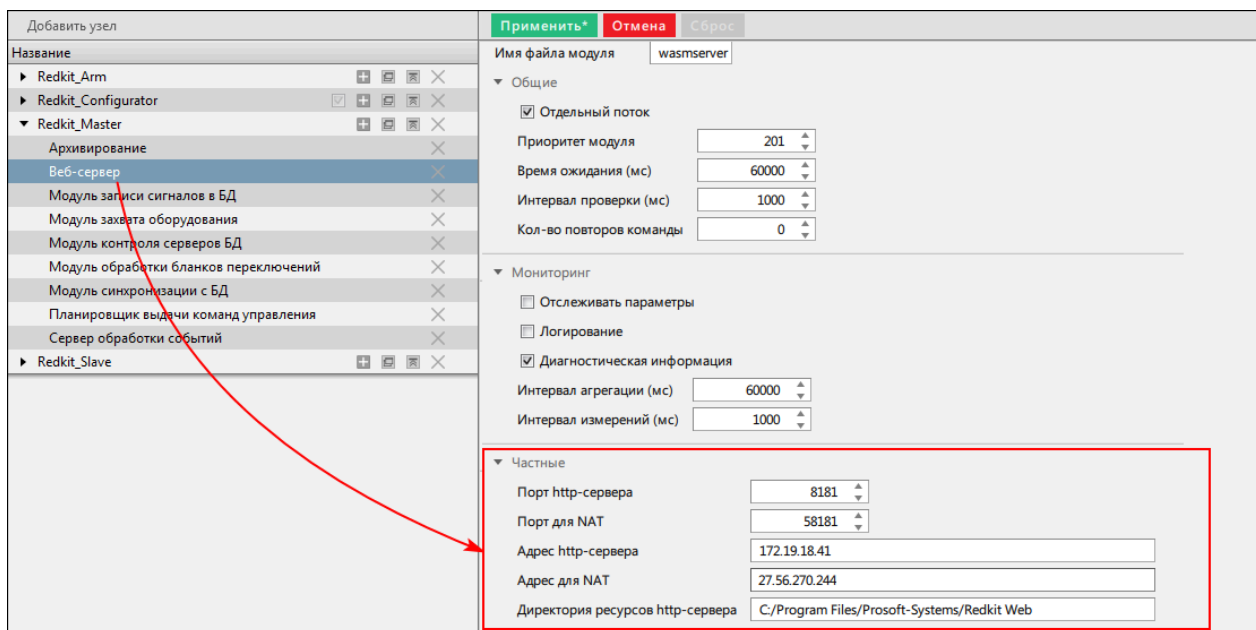 Добавить узел
Название
Redkit_Arm
Redkit_Configurator
Redkit_Master
Архивирование
Веб-сервер
Модуль записи сигналов в БД
Модуль захвата оборудования
Модуль контроля серверов БД
Модуль обработки бланков переключений
Модуль синхронизации с БД
Планировщик выдачи команд управления
Сервер обработки событий
Redkit_Slave
Применить* Отмена Сброс
Имя файла модуля wasmserver
Общие
Отдельный поток
Приоритет модуля 201
Время ожидания (мс) 60000
Интервал проверки (мс) 1000
Кол-во повторов команды 0
Мониторинг
Отслеживать параметры
Логирование
Диагностическая информация
Интервал агрегации (мс) 60000
Интервал измерений (мс) 1000
Частные
Порт http-сервера 8181
Порт для NAT 58181
Адрес http-сервера 172.19.18.41
Адрес для NAT 27.56.270.244
Директория ресурсов http-сервера C:/Program Files/Prosoft-Systems/Redkit Web